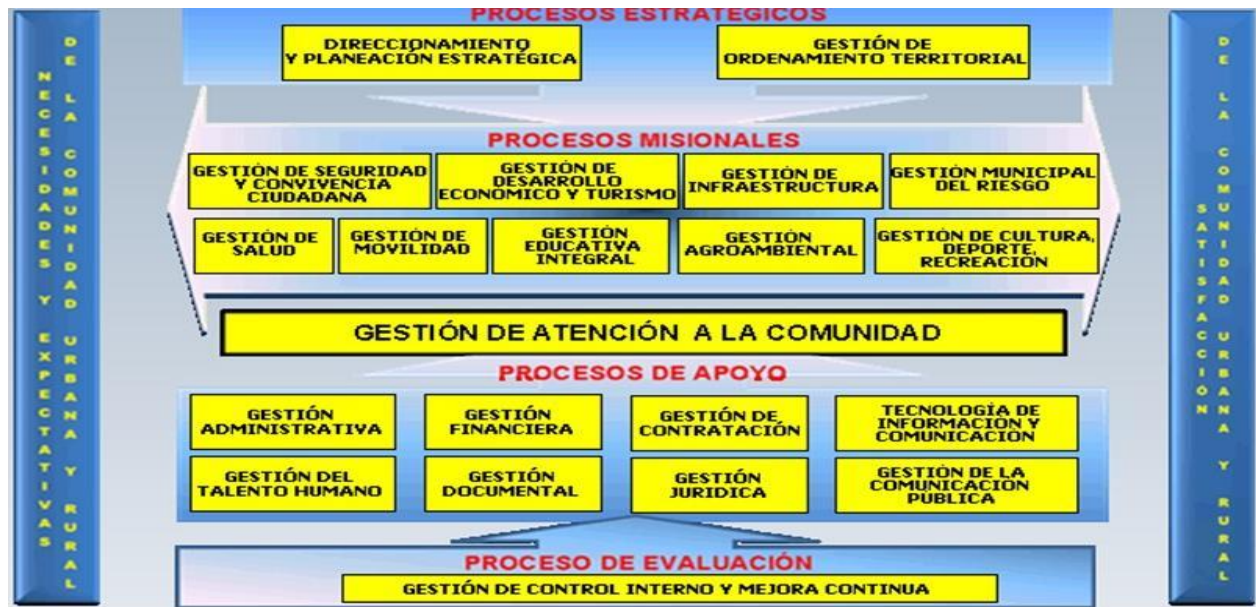 NECESIDADES Y EXPECTATIVAS
DE LA COMUNIDAD URBANA Y RURAL
PROCESOS ESTRATEGICOS
DIRECCIONAMIENTO
Y PLANEACIÓN ESTRATÉGICA
GESTIÓN DE
ORDENAMIENTO TERRITORIAL
PROCESOS MISIONALES
GESTIÓN DE SEGURIDAD
Y CONVIVENCIA
CIUDADANA
GESTIÓN DE
DESARROLLO
ECONÓMICO Y TURISMO
GESTIÓN DE
INFRAESTRUCTURA
GESTIÓN MUNICIPAL
DEL RIESGO
GESTIÓN DE
SALUD
GESTIÓN DE
MOVILIDAD
GESTIÓN
EDUCATIVA
INTEGRAL
GESTIÓN
AGROAMBIENTAL
GESTIÓN DE CULTURA,
DEPORTE,
RECREACIÓN
GESTIÓN DE ATENCIÓN A LA COMUNIDAD
PROCESOS DE APOYO
GESTIÓN
ADMINISTRATIVA
GESTIÓN
FINANCIERA
GESTIÓN DE
CONTRATACIÓN
TECNOLOGÍA DE
INFORMACIÓN Y
COMUNICACIÓN
GESTIÓN DEL
TALENTO HUMANO
GESTIÓN
DOCUMENTAL
GESTIÓN
JURIDICA
GESTIÓN DE LA
COMUNICACIÓN
PÚBLICA
PROCESO DE EVALUACIÓN
GESTIÓN DE CONTROL INTERNO Y MEJORA CONTINUA
SATISFACCIÓN
DE LA COMUNIDAD URBANA Y RURAL